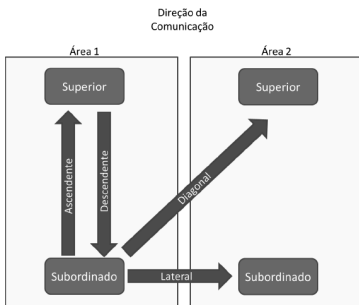 Direção da
Comunicação
Área 1
Área 2
Superior
Superior
Ascendente
Descendente
Diagonal
Subordinado
Lateral
Subordinado